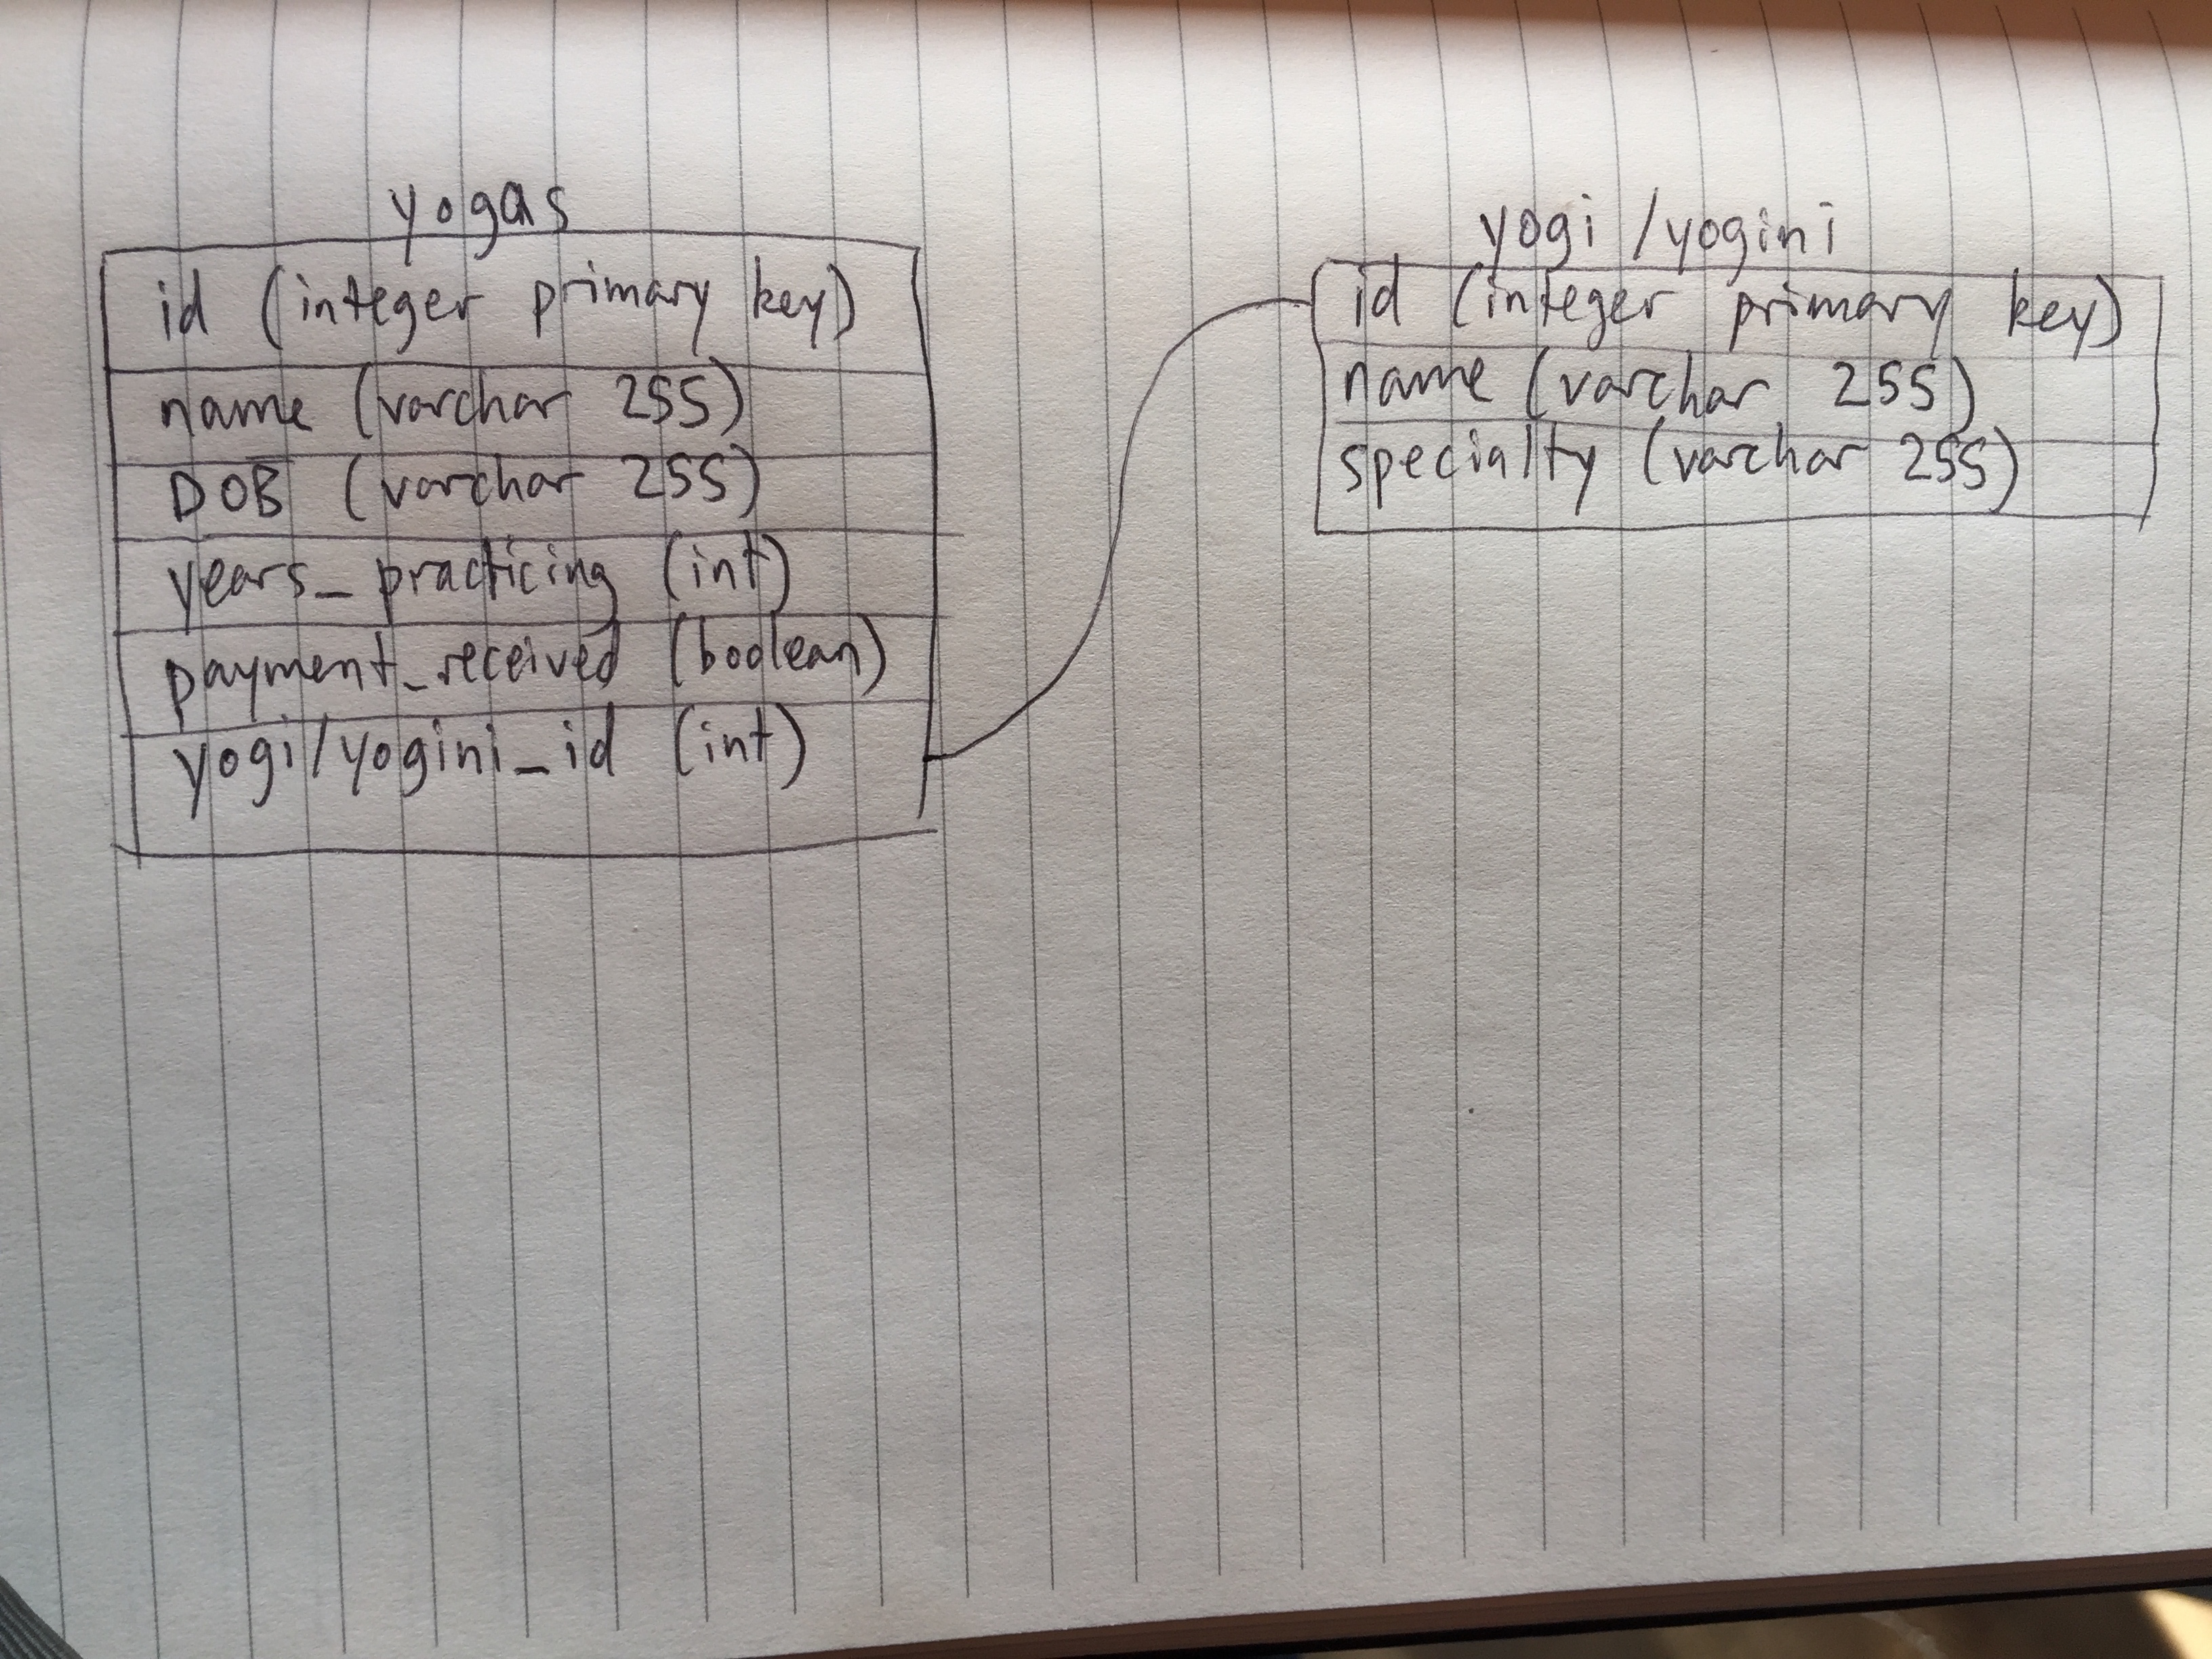 yogas
id (integer primary key)
name (varchar 255)
DOB (varchar 255)
years_practicing (int)
payment_received (boolean)
yogi/yogini_id (int)
yogi/yogini
id (integer primary key)
name (varchar 255)
specialty (varchar 255)